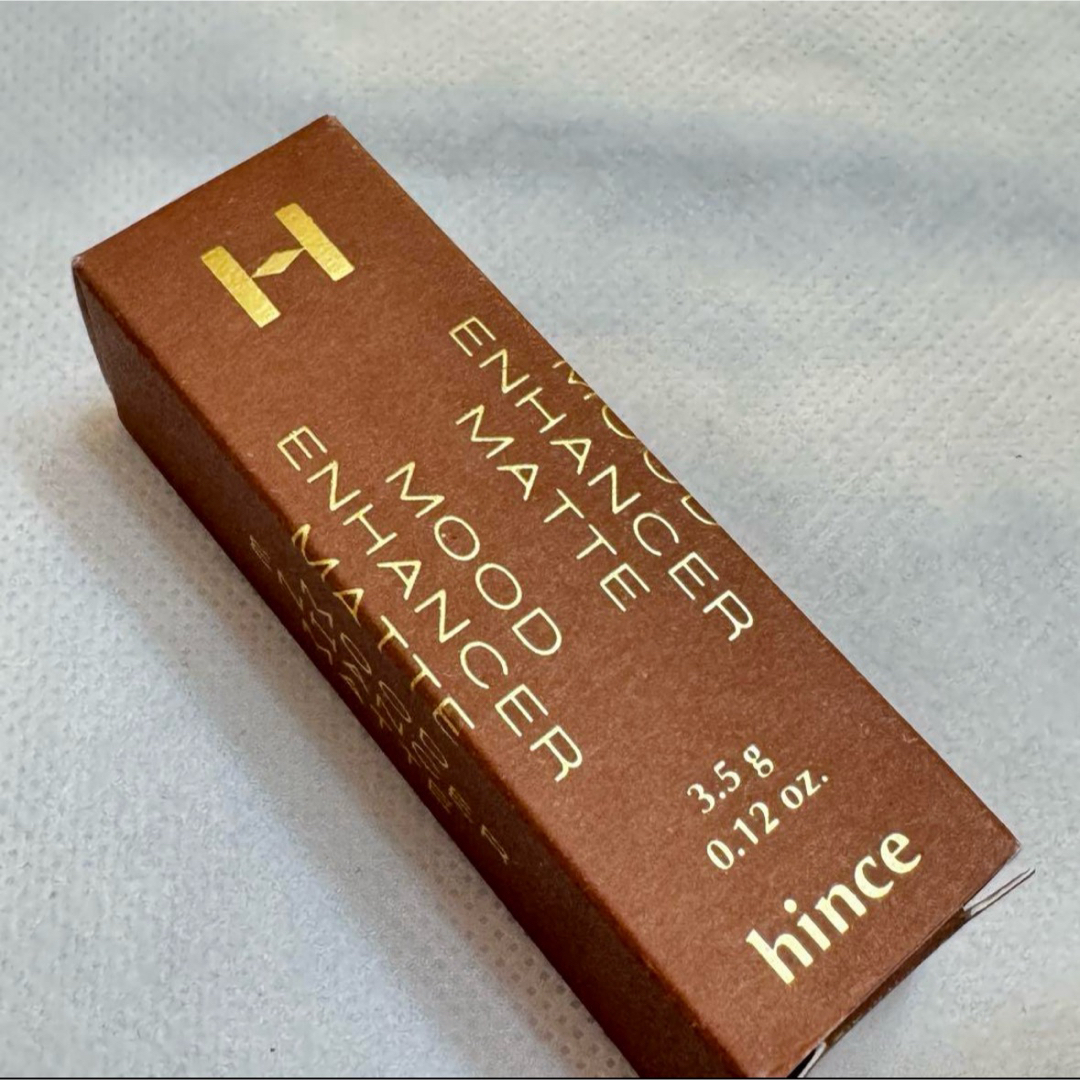 H
MOOD
ENHANCER
MATTE
MOOD
ENHANCER
MATTE
3.5 g
0.12 oz.
hince